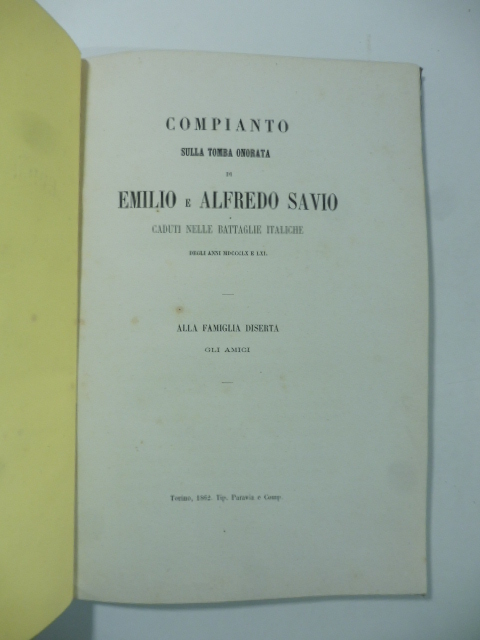 COMPIANTO
SULLA TOMBA ONORATA
DI
EMILIO E ALFREDO SAVIO
CADUTI NELLE BATTAGLIE ITALICHE
DEGLI ANNI MDCCCLX E LXI.
ALLA FAMIGLIA DISERTA
GLI AMICI
Torino, 1862. Tip. Paravia e Comp.